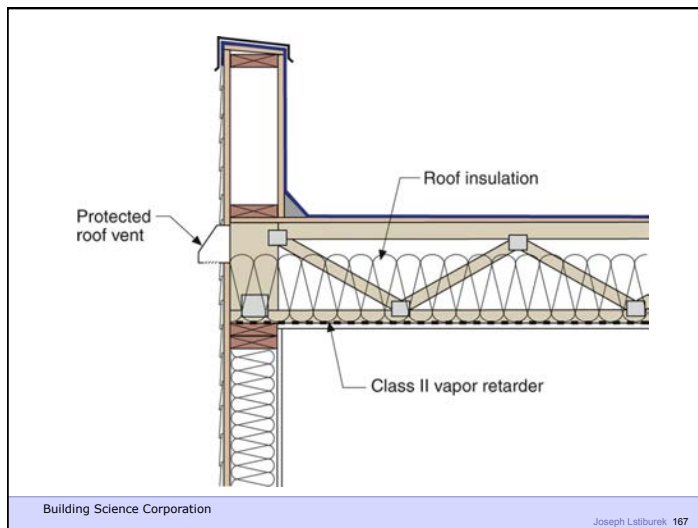 Roof insulation
Protected
roof vent
Class II vapor retarder
Building Science Corporation
Joseph Lstiburek 167